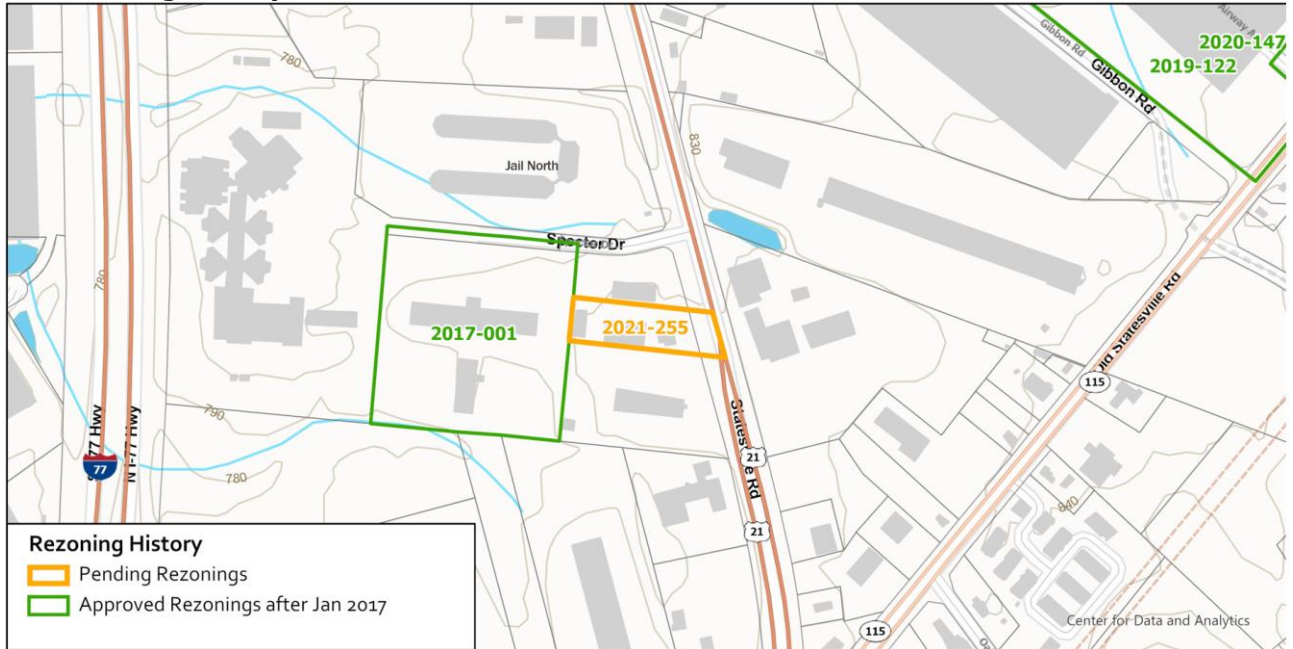 780
Gibbon Rd
Gibbon Rd
Airway A
2020-147
2019-122
830
Jail North
Spector Dr
780
2017-001
2021-255
Old Statesville Rd
115
790
S I-77 Hwy
N I-77 Hwy
77
780
Statesville Rd
21
21
840
115
Rezoning History
Pending Rezonings
Approved Rezonings after Jan 2017
Center for Data and Analytics